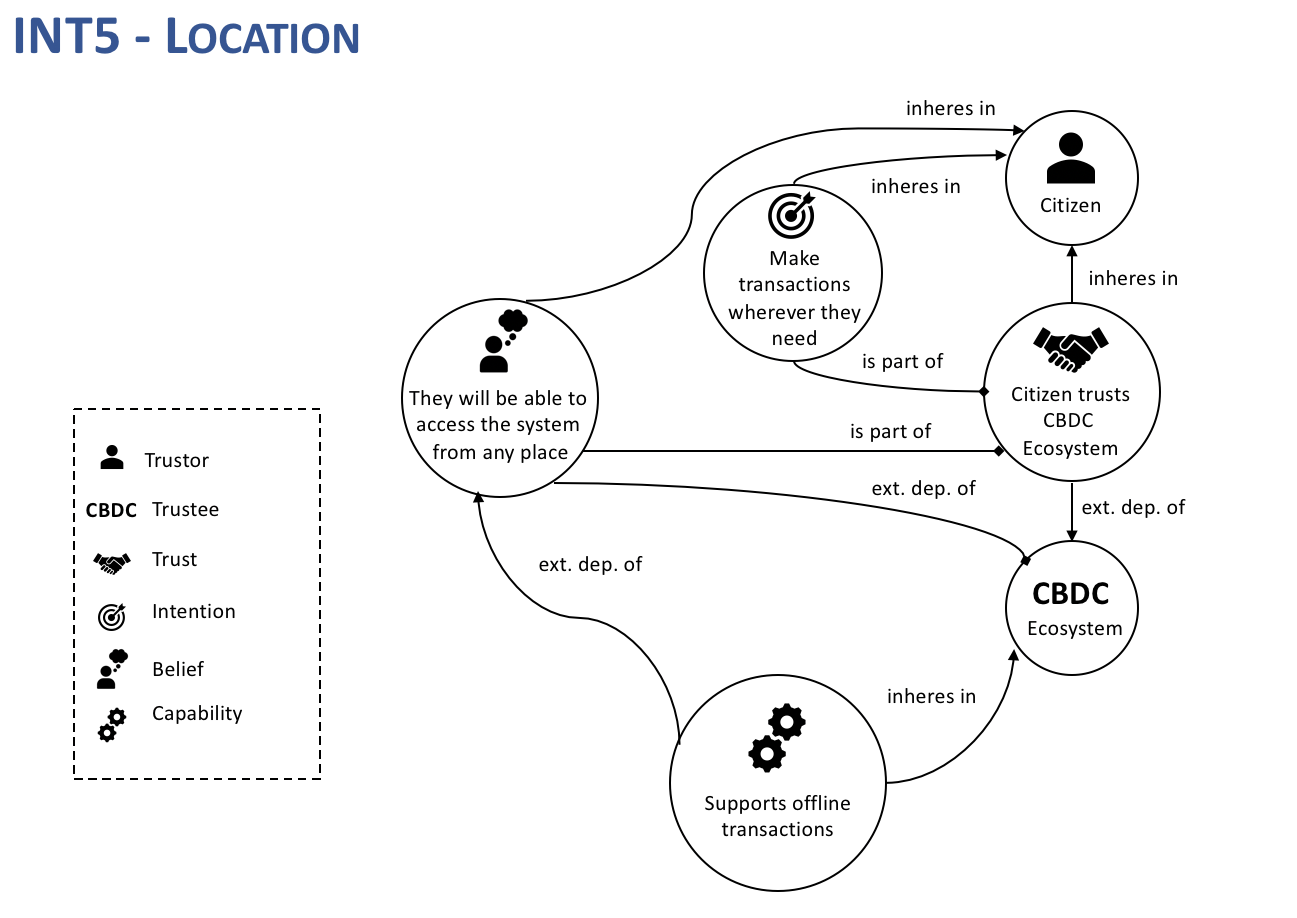 INT5 - LOCATION
inheres in
inheres in
Citizen
inheres in
Make
transactions
wherever they
need
is part of
Citizen trusts
CBDC
Ecosystem
They will be able to
access the system
from any place
is part of
ext. dep. of
ext. dep. of
ext. dep. of
CBDC
Ecosystem
inheres in
Supports offline
transactions
Trustor
CBDC Trustee
Trust
Intention
Belief
Capability